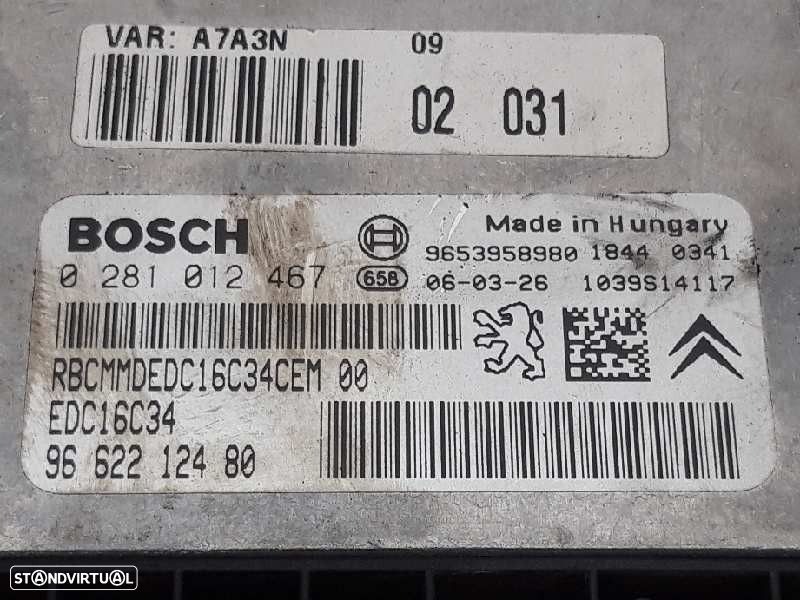 VAR: A7A3N 09
02 031
BOSCH Made in Hungary
9653958980 1844 0341
0 281 012 467 658 06-03-26 1039S14117
RBCMMDEDC16C34CEM 00
EDC16C34
96 622 124 80
STANDVIRTUAL